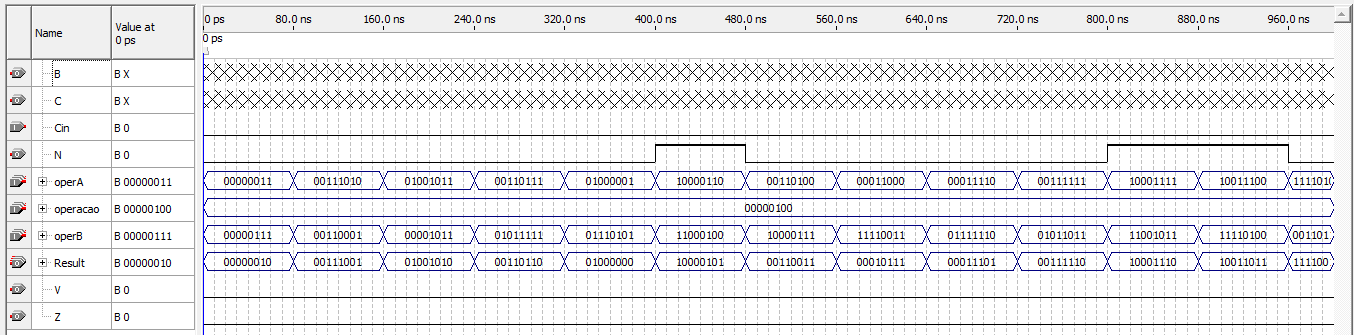 Name Value at 0 ps 0 ps 80.0 ns 160.0 ns 240.0 ns 320.0 ns 400.0 ns 480.0 ns 560.0 ns 640.0 ns 720.0 ns 800.0 ns 880.0 ns 960.0 ns
0 ps
B B X
C B X
Cin B 0
N B 0
operA B 00000011 00000011 00111010 01001011 00110111 01000001 10000110 00110100 00011000 00011110 00111111 10001111 10011100 111101
operacao B 00000100 00000100
operB B 00000111 00000111 00110001 00001011 01011111 01110101 11000100 10000111 11110011 01111110 01011011 11001011 11110100 001101
Result B 00000010 00000010 00111001 01001010 00110110 01000000 10000101 00110011 00010111 00011101 00111110 10001110 10011011 111100
V B 0
Z B 0